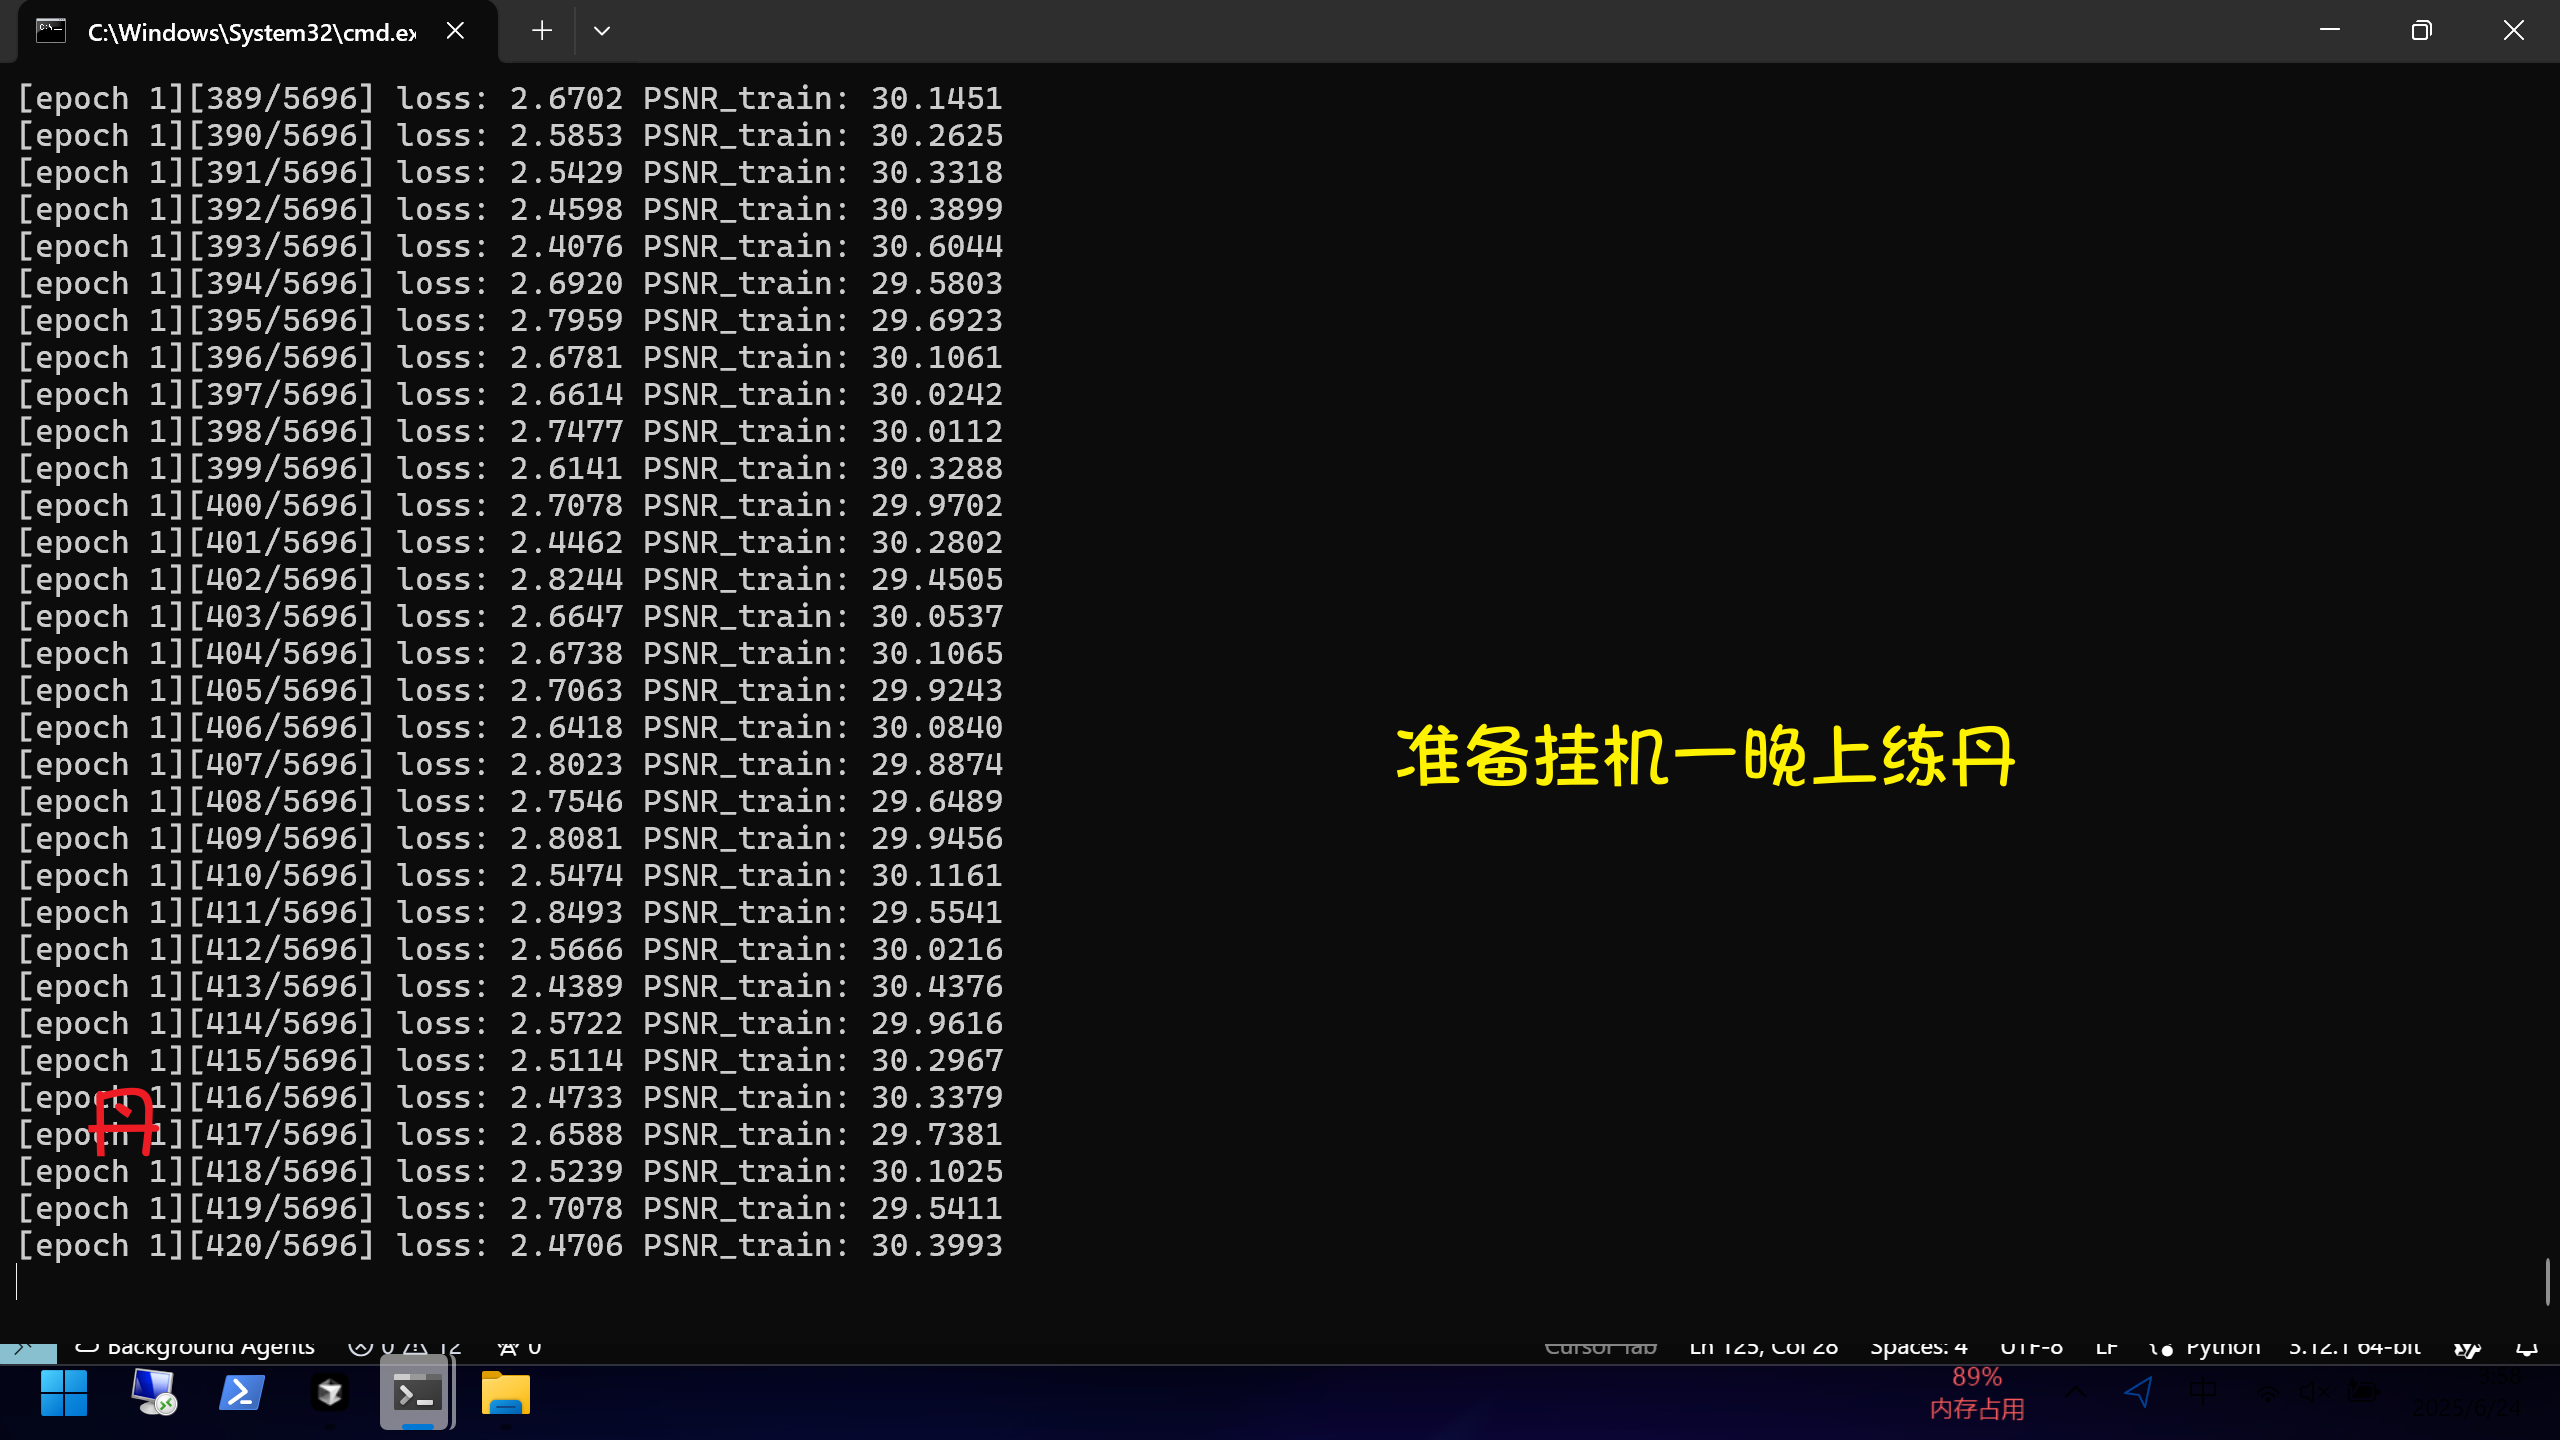 C:\Windows\System32\cmd.ex
[epoch 1][389/5696] loss: 2.6702 PSNR_train: 30.1451
[epoch 1][390/5696] loss: 2.5853 PSNR_train: 30.2625
[epoch 1][391/5696] loss: 2.5429 PSNR_train: 30.3318
[epoch 1][392/5696] loss: 2.4598 PSNR_train: 30.3899
[epoch 1][393/5696] loss: 2.4076 PSNR_train: 30.6044
[epoch 1][394/5696] loss: 2.6920 PSNR_train: 29.5803
[epoch 1][395/5696] loss: 2.7959 PSNR_train: 29.6923
[epoch 1][396/5696] loss: 2.6781 PSNR_train: 30.1061
[epoch 1][397/5696] loss: 2.6614 PSNR_train: 30.0242
[epoch 1][398/5696] loss: 2.7477 PSNR_train: 30.0112
[epoch 1][399/5696] loss: 2.6141 PSNR_train: 30.3288
[epoch 1][400/5696] loss: 2.7078 PSNR_train: 29.9702
[epoch 1][401/5696] loss: 2.4462 PSNR_train: 30.2802
[epoch 1][402/5696] loss: 2.8244 PSNR_train: 29.4505
[epoch 1][403/5696] loss: 2.6647 PSNR_train: 30.0537
[epoch 1][404/5696] loss: 2.6738 PSNR_train: 30.1065
[epoch 1][405/5696] loss: 2.7063 PSNR_train: 29.9243
[epoch 1][406/5696] loss: 2.6418 PSNR_train: 30.0840
[epoch 1][407/5696] loss: 2.8023 PSNR_train: 29.8874
[epoch 1][408/5696] loss: 2.7546 PSNR_train: 29.6489
[epoch 1][409/5696] loss: 2.8081 PSNR_train: 29.9456
[epoch 1][410/5696] loss: 2.5474 PSNR_train: 30.1161
[epoch 1][411/5696] loss: 2.8493 PSNR_train: 29.5541
[epoch 1][412/5696] loss: 2.5666 PSNR_train: 30.0216
[epoch 1][413/5696] loss: 2.4389 PSNR_train: 30.4376
[epoch 1][414/5696] loss: 2.5722 PSNR_train: 29.9616
[epoch 1][415/5696] loss: 2.5114 PSNR_train: 30.2967
[epoch 1][416/5696] loss: 2.4733 PSNR_train: 30.3379
[epoch 1][417/5696] loss: 2.6588 PSNR_train: 29.7381
[epoch 1][418/5696] loss: 2.5239 PSNR_train: 30.1025
[epoch 1][419/5696] loss: 2.7078 PSNR_train: 29.5411
[epoch 1][420/5696] loss: 2.4706 PSNR_train: 30.3993
准备挂机一晚上练丹
丹
Background Agents 0 12 0 Cursor Tab Ln 125, Col 28 Spaces: 4 UTF-8 LF Python 3.12.1 64-bit
89%
内存占用
中